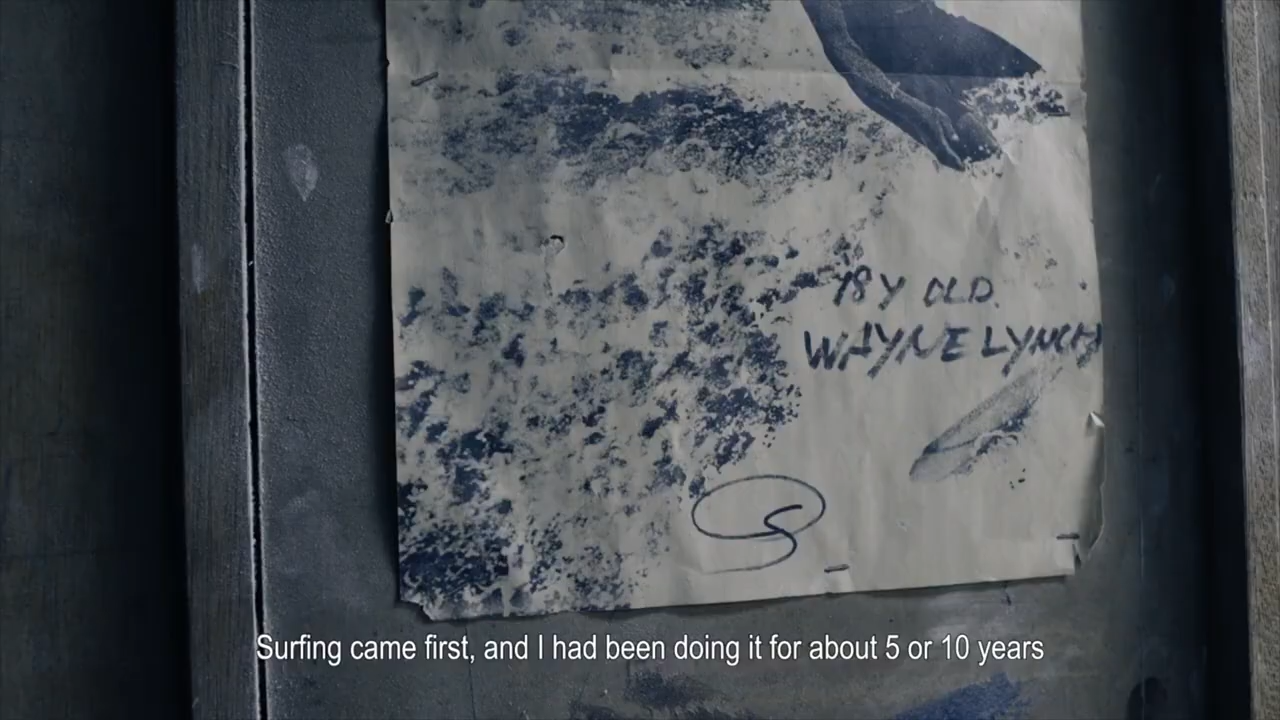 18 Y OLD.
WAYNE LYNCH
Surfing came first, and I had been doing it for about 5 or 10 years